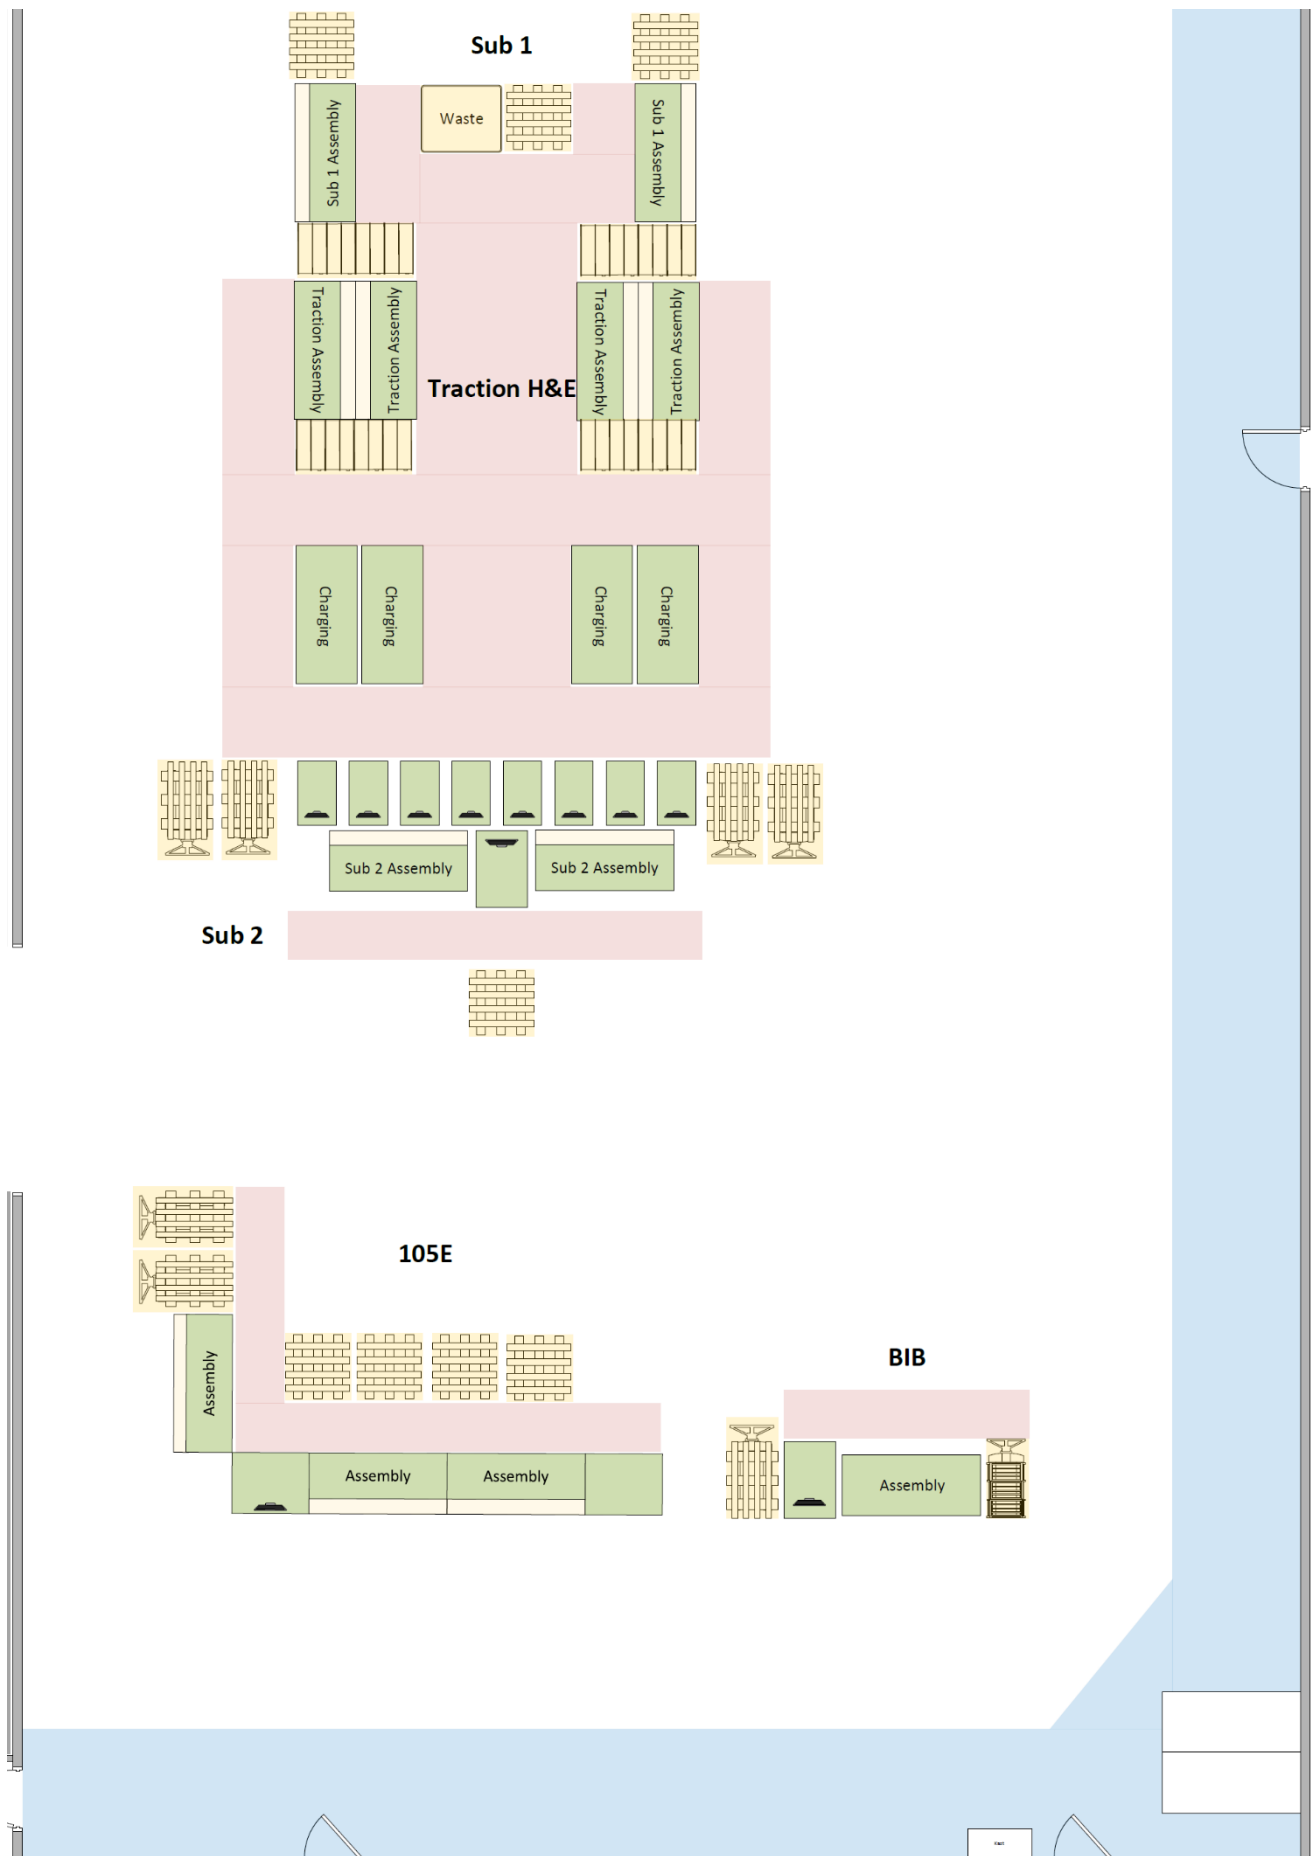 Sub 1
Waste
Sub 1 Assembly
Sub 1 Assembly
Traction Assembly
Traction Assembly
Traction H&E
Traction Assembly
Traction Assembly
Charging
Charging
Charging
Charging
Sub 2 Assembly
Sub 2 Assembly
Sub 2
105E
Assembly
Assembly
Assembly
BIB
Assembly